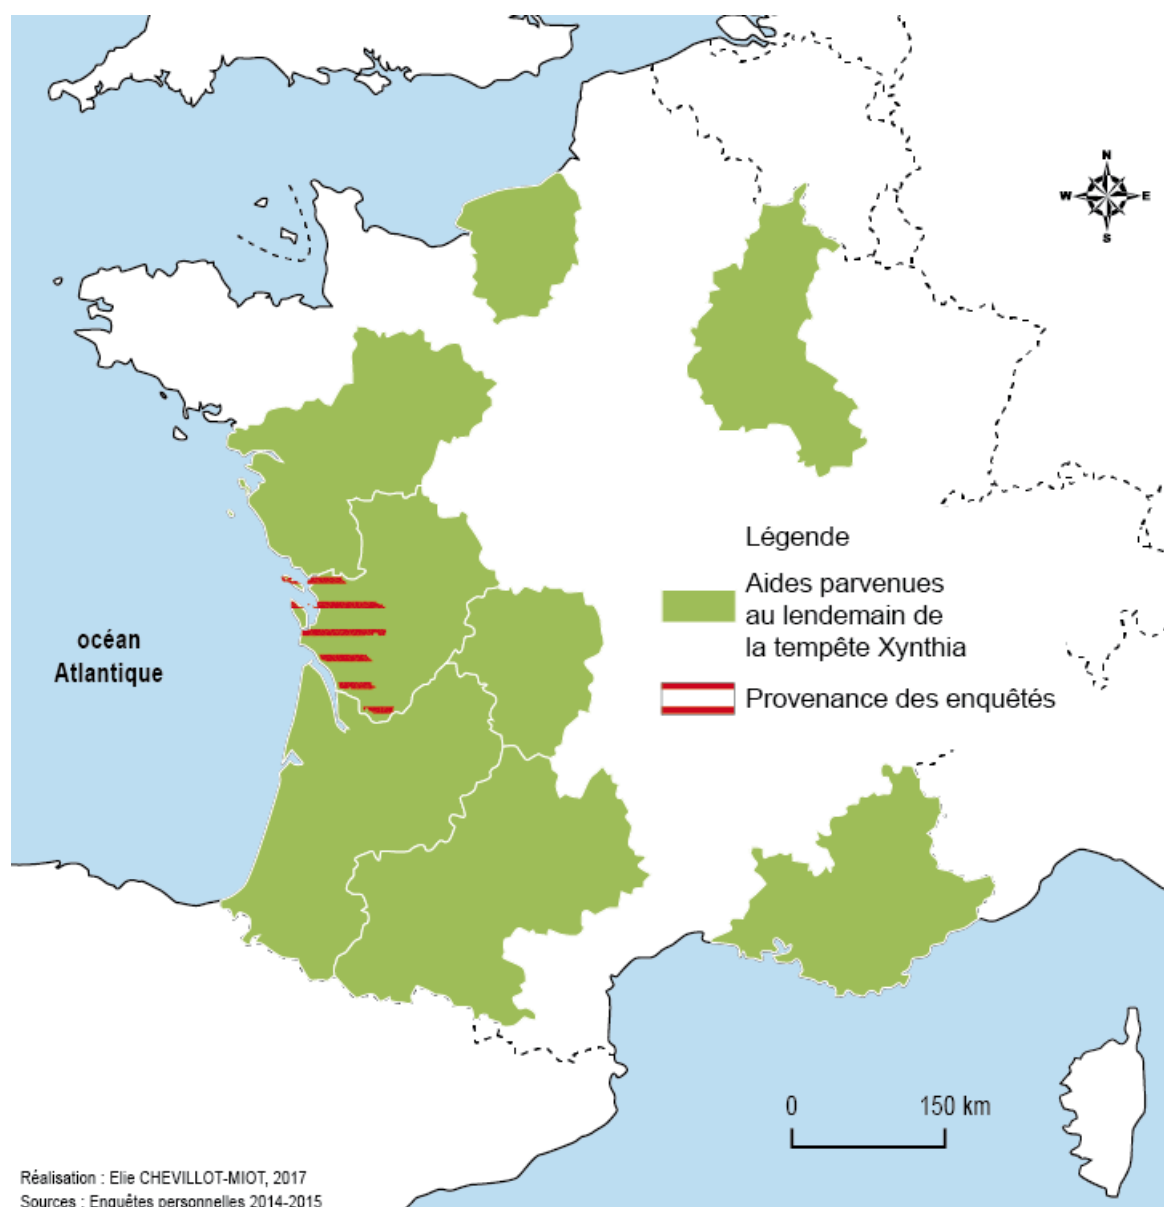 N
W E
S
Légende
Aides parvenues
au lendemain de
la tempête Xynthia
Provenance des enquêtés
océan
Atlantique
0 150 km
Réalisation : Elie CHEVILLOT-MIOT, 2017
Sources : Enquêtes personnelles 2014-2015